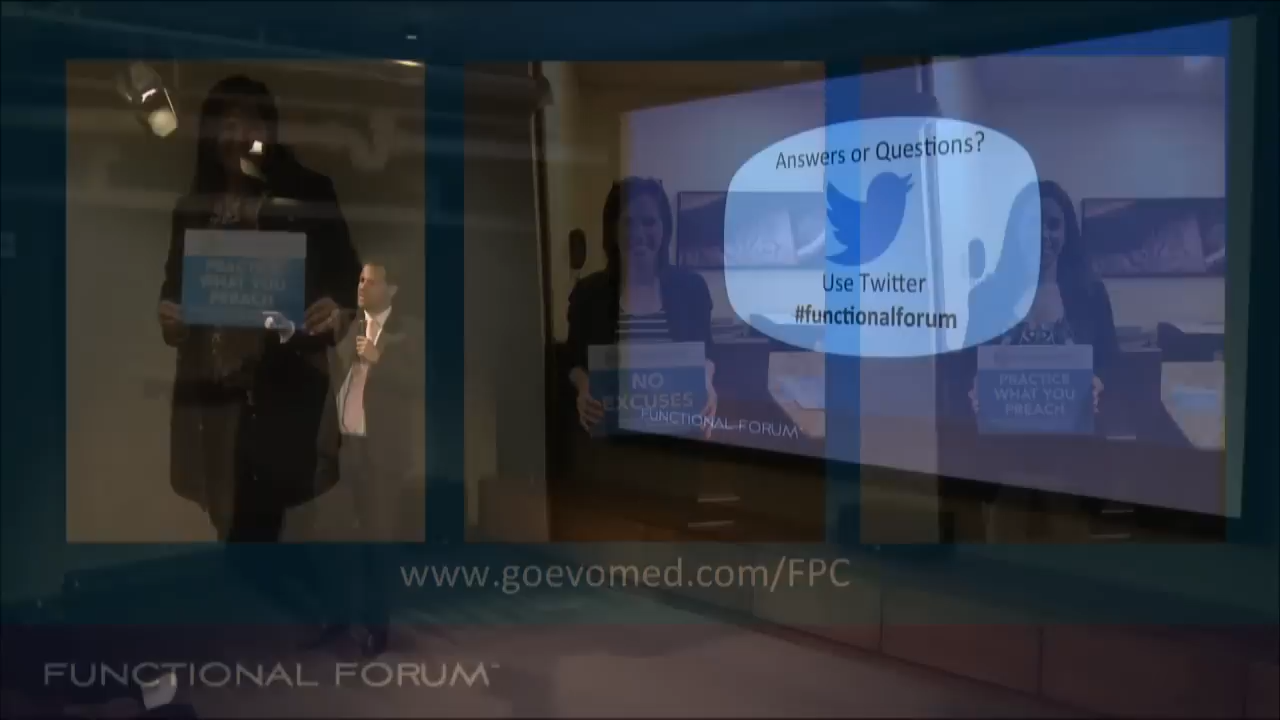 Answers or Questions?
Use Twitter
#functionalforum
PRACTICE
WHAT YOU
PREACH
NO
EXCUSES
FUNCTIONAL FORUM
PRACTICE
WHAT YOU
PREACH
www.goevomed.com/FPC
FUNCTIONAL FORUM™